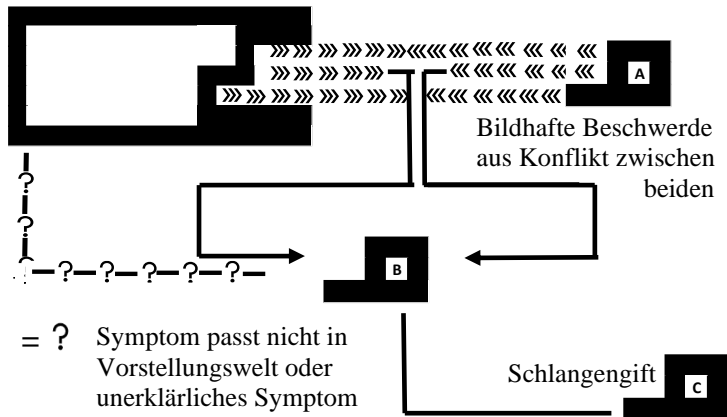 A
Bildhafte Beschwerde
aus Konflikt zwischen
beiden
?
?
?
? ? ? ? ?
B
= ? Symptom passt nicht in
Vorstellungswelt oder
unerklärliches Symptom
Schlangengift
C